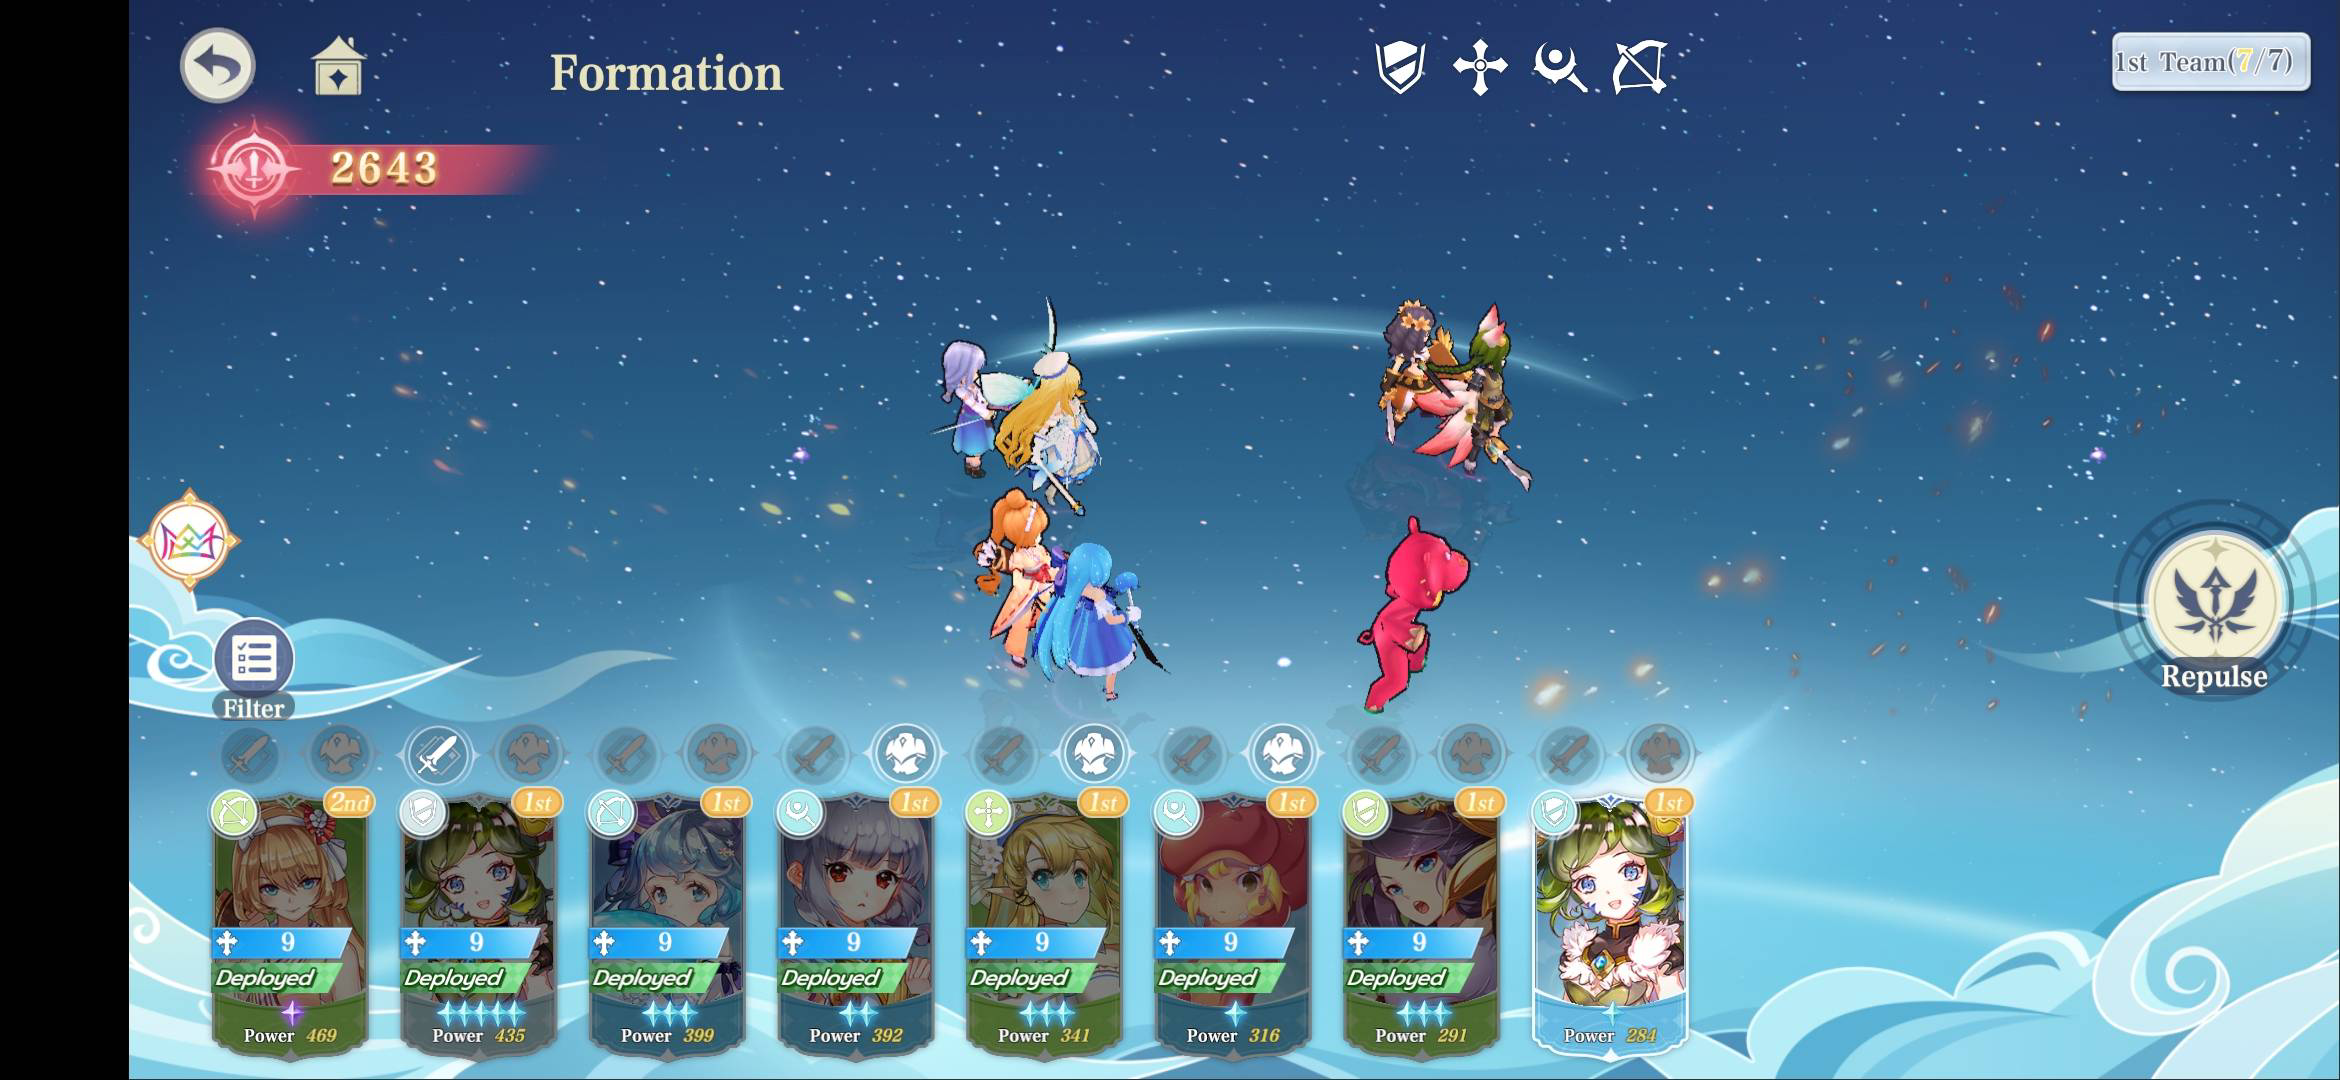 Formation
1st Team(7/7)
2643
Filter
Repulse
2nd
1st
1st
1st
1st
1st
1st
1st
9
9
9
9
9
9
9
Deployed
Deployed
Deployed
Deployed
Deployed
Deployed
Deployed
Power 469
Power 435
Power 399
Power 392
Power 341
Power 316
Power 291
Power 284